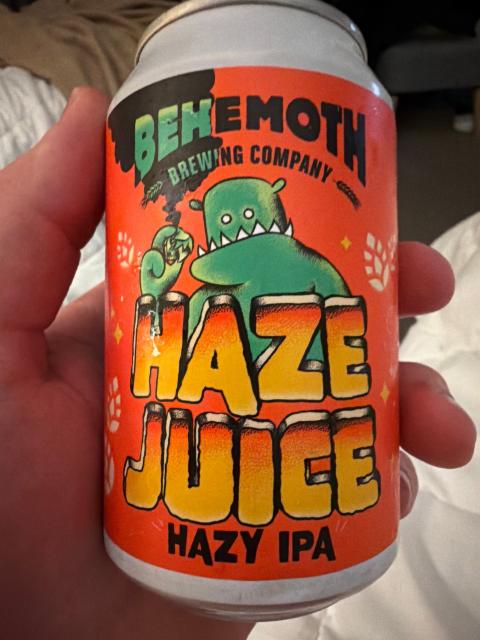 BEHEMOTH
BREWING COMPANY
HAZE
JUICE
HAZY IPA